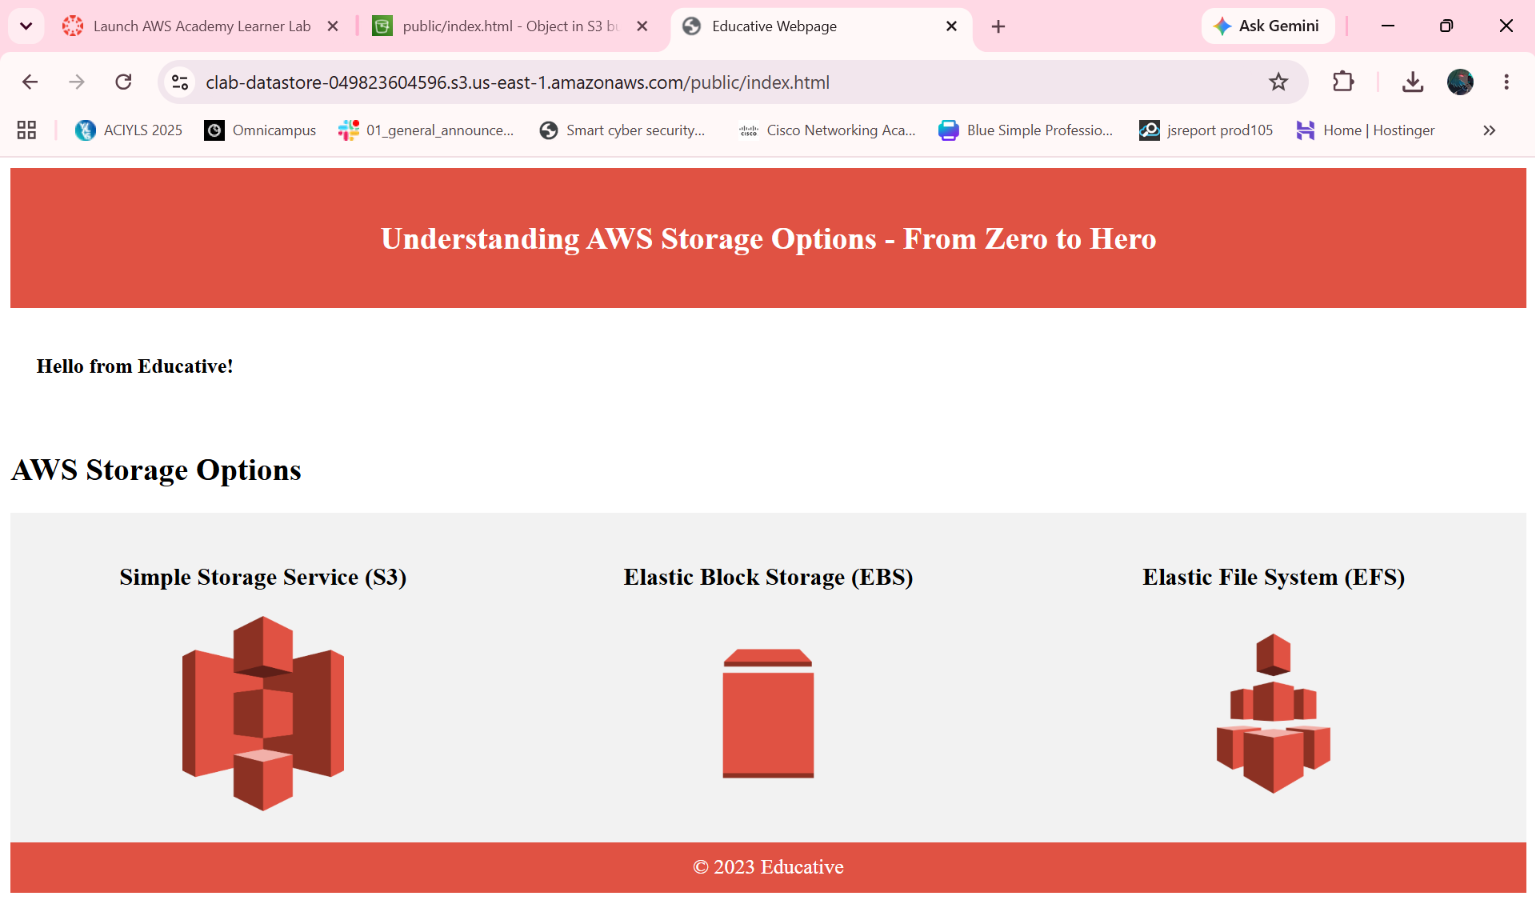 Launch AWS Academy Learner Lab
public/index.html - Object in S3 bu
Educative Webpage
Ask Gemini
clab-datastore-049823604596.s3.us-east-1.amazonaws.com/public/index.html
ACIYLS 2025
Omnicampus
01_general_announce...
Smart cyber security...
CISCO
Cisco Networking Aca...
Blue Simple Professio...
jsreport prod105
Home | Hostinger
Understanding AWS Storage Options - From Zero to Hero
Hello from Educative!
AWS Storage Options
Simple Storage Service (S3)
Elastic Block Storage (EBS)
Elastic File System (EFS)
© 2023 Educative